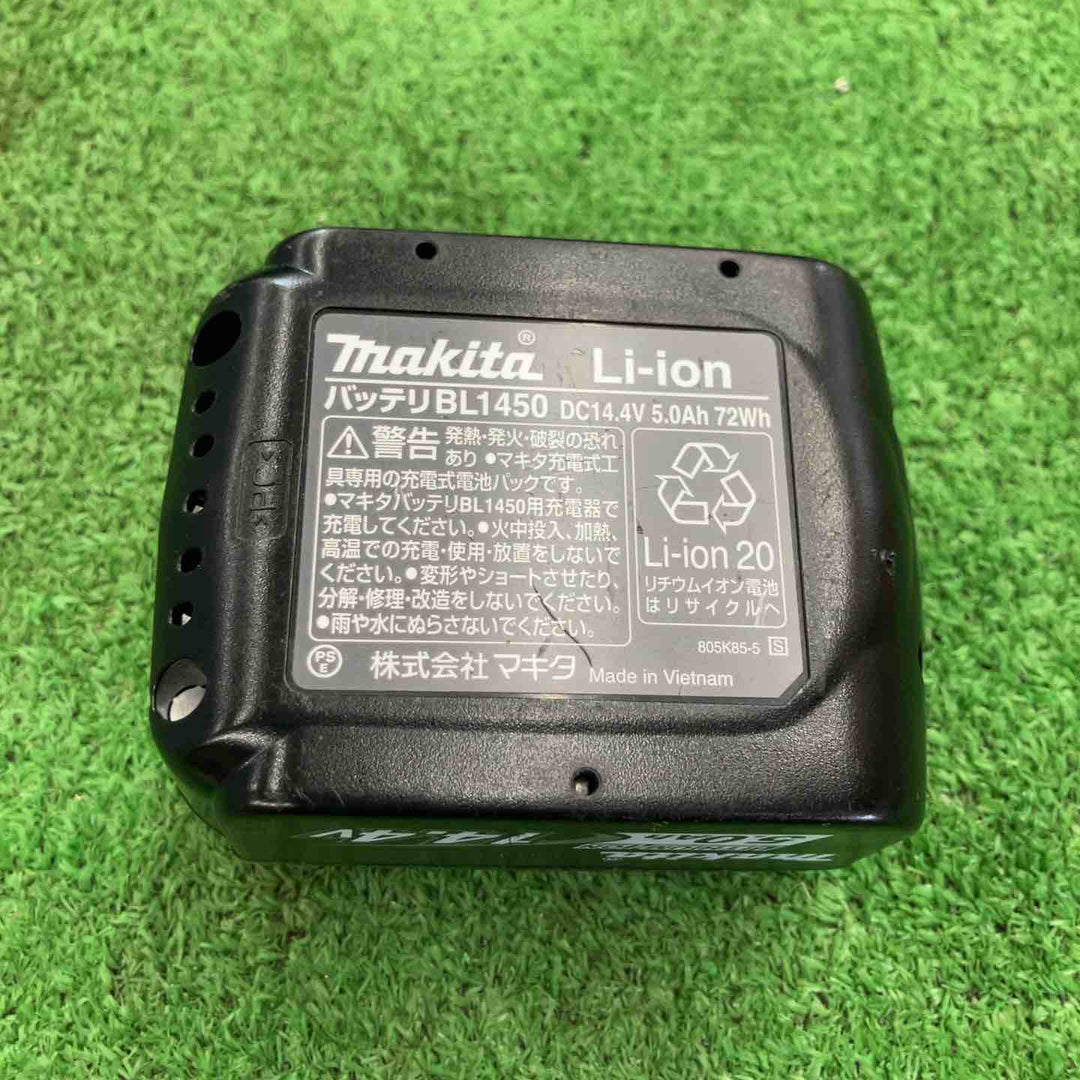 makita®
Li-ion
バッテリBL1450 DC14.4V 5.0Ah 72Wh
警告 発熱・発火・破裂の恐れ
あり ●マキタ充電式工
具専用の充電式電池パックです。
●マキタバッテリBL1450用充電器で
充電してください。●火中投入、加熱、
高温での充電・使用・放置をしないで
ください。●変形やショートさせたり、
分解・修理・改造をしないでください。
●雨や水にぬらさないでください。
Li-ion 20
リチウムイオン電池
はリサイクルへ
805K85-5 S
PS
E
株式会社 マキタ Made in Vietnam
>PC<
14.4V
makita